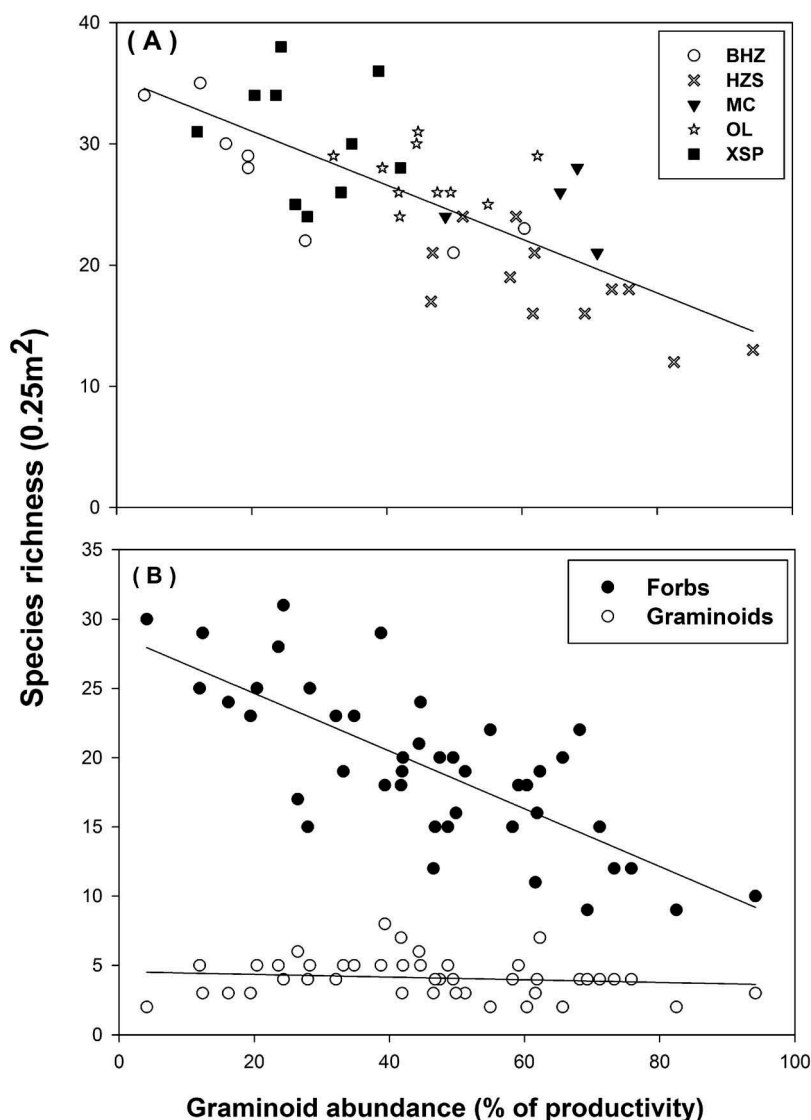 ( A )
BHZ
HZS
MC
OL
XSP
40
30
20
10
0
Species richness (0.25m²)
( B )
Forbs
Graminoids
35
30
25
20
15
10
5
0
0 20 40 60 80 100
Graminoid abundance (% of productivity)